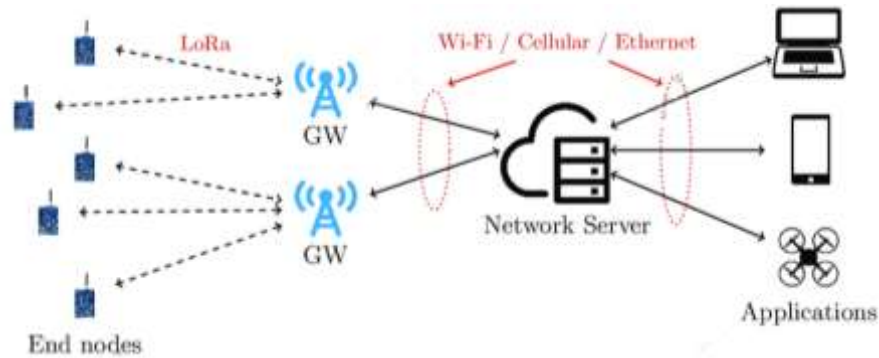 LoRa
Wi-Fi / Cellular / Ethernet
GW
GW
Network Server
Applications
End nodes